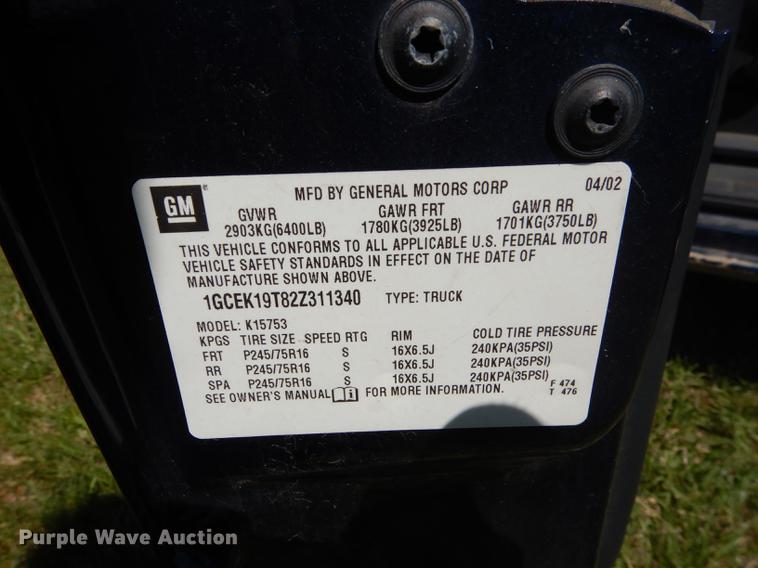 GM
MFD BY GENERAL MOTORS CORP 04/02
GVWR GAWR FRT GAWR RR
2903KG(6400LB) 1780KG(3925LB) 1701KG(3750LB)
THIS VEHICLE CONFORMS TO ALL APPLICABLE U.S. FEDERAL MOTOR
VEHICLE SAFETY STANDARDS IN EFFECT ON THE DATE OF
MANUFACTURE SHOWN ABOVE.
1GCEK19T82Z311340 TYPE: TRUCK
MODEL: K15753
KPGS TIRE SIZE SPEED RTG RIM COLD TIRE PRESSURE
FRT P245/75R16 S 16X6.5J 240KPA(35PSI)
RR P245/75R16 S 16X6.5J 240KPA(35PSI)
SPA P245/75R16 S 16X6.5J 240KPA(35PSI)
SEE OWNER'S MANUAL FOR MORE INFORMATION.
F 474
T 476
Purple Wave Auction